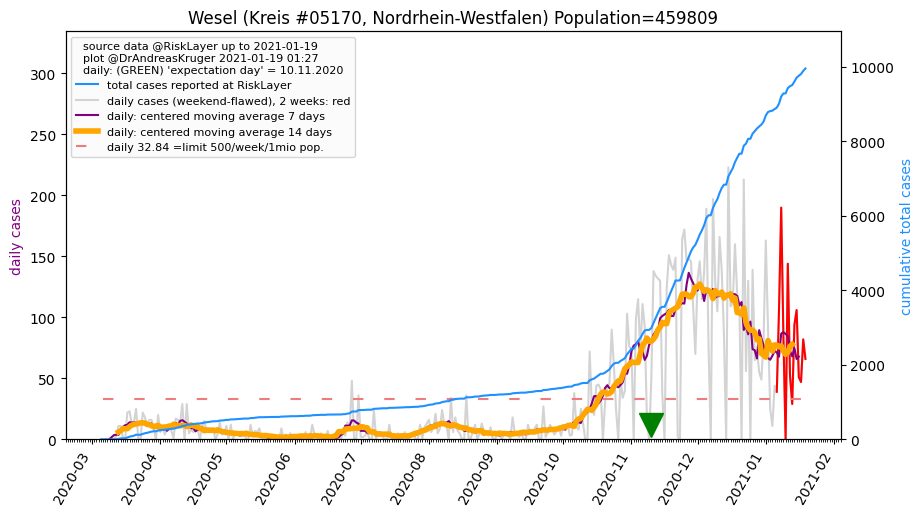 Wesel (Kreis #05170, Nordrhein-Westfalen) Population=459809
source data @RiskLayer up to 2021-01-19
plot @DrAndreasKruger 2021-01-19 01:27
daily: (GREEN) 'expectation day' = 10.11.2020
total cases reported at RiskLayer
daily cases (weekend-flawed), 2 weeks: red
daily: centered moving average 7 days
daily: centered moving average 14 days
daily 32.84 =limit 500/week/1mio pop.
daily cases
300
250
200
150
100
50
0
cumulative total cases
10000
8000
6000
4000
2000
0
2020-03
2020-04
2020-05
2020-06
2020-07
2020-08
2020-09
2020-10
2020-11
2020-12
2021-01
2021-02